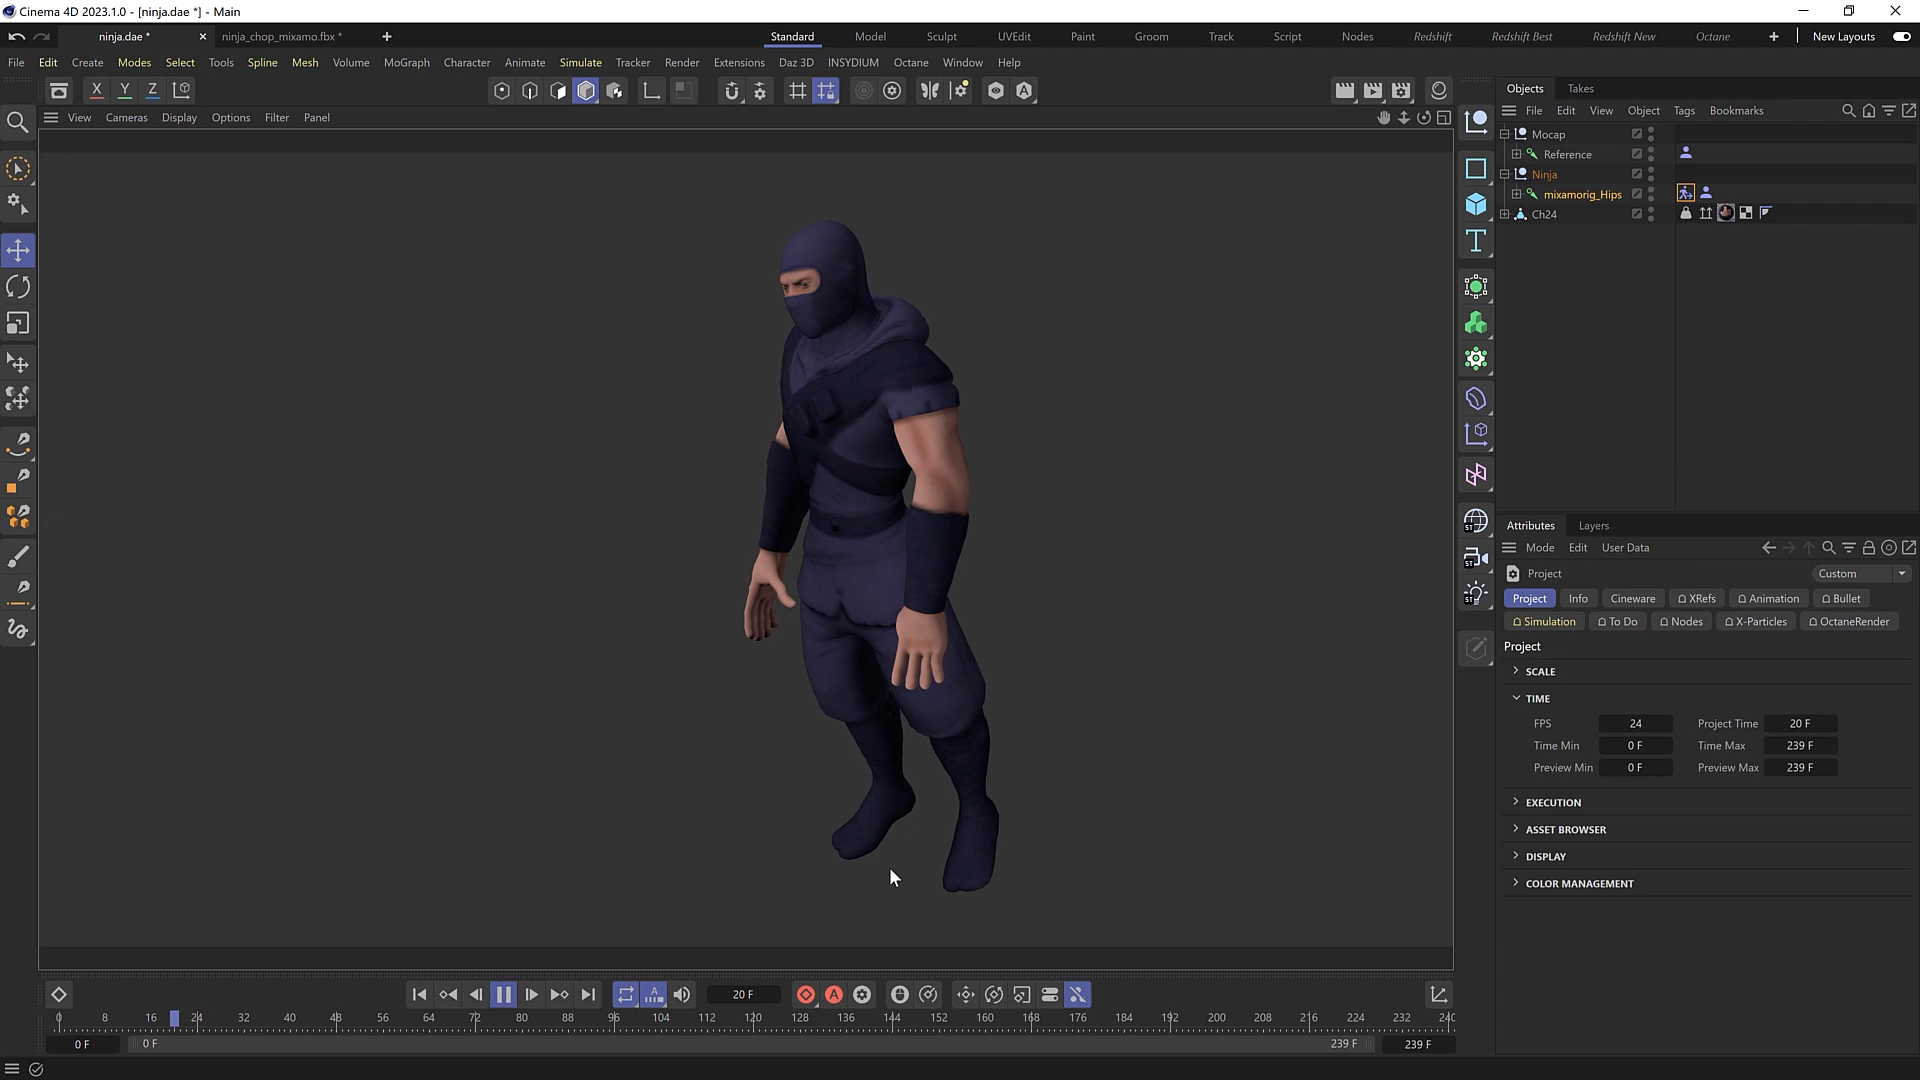 Cinema 4D 2023.1.0 - [ninja.dae *] - Main
ninja.dae *
ninja_chop_mixamo.fbx *
Standard Model Sculpt UVEdit Paint Groom Track Script Nodes Redshift Redshift Best Redshift New Octane New Layouts
File Edit Create Modes Select Tools Spline Mesh Volume MoGraph Character Animate Simulate Tracker Render Extensions Daz 3D INSYDIUM Octane Window Help
X Y Z
Objects Takes
File Edit View Object Tags Bookmarks
View Cameras Display Options Filter Panel
Mocap
Reference
Ninja
mixamorig_Hips
Ch24
ST
ST
ST
Attributes Layers
Mode Edit User Data
Project Custom
Project Info Cineware XRefs Animation Bullet
Simulation To Do Nodes X-Particles OctaneRender
Project
SCALE
TIME
FPS 24 Project Time 20 F
Time Min 0 F Time Max 239 F
Preview Min 0 F Preview Max 239 F
EXECUTION
ASSET BROWSER
DISPLAY
COLOR MANAGEMENT
A 20 F A
0 8 16 24 32 40 48 56 64 72 80 88 96 104 112 120 128 136 144 152 160 168 176 184 192 200 208 216 224 232 240
0 F 0 F 239 F 239 F